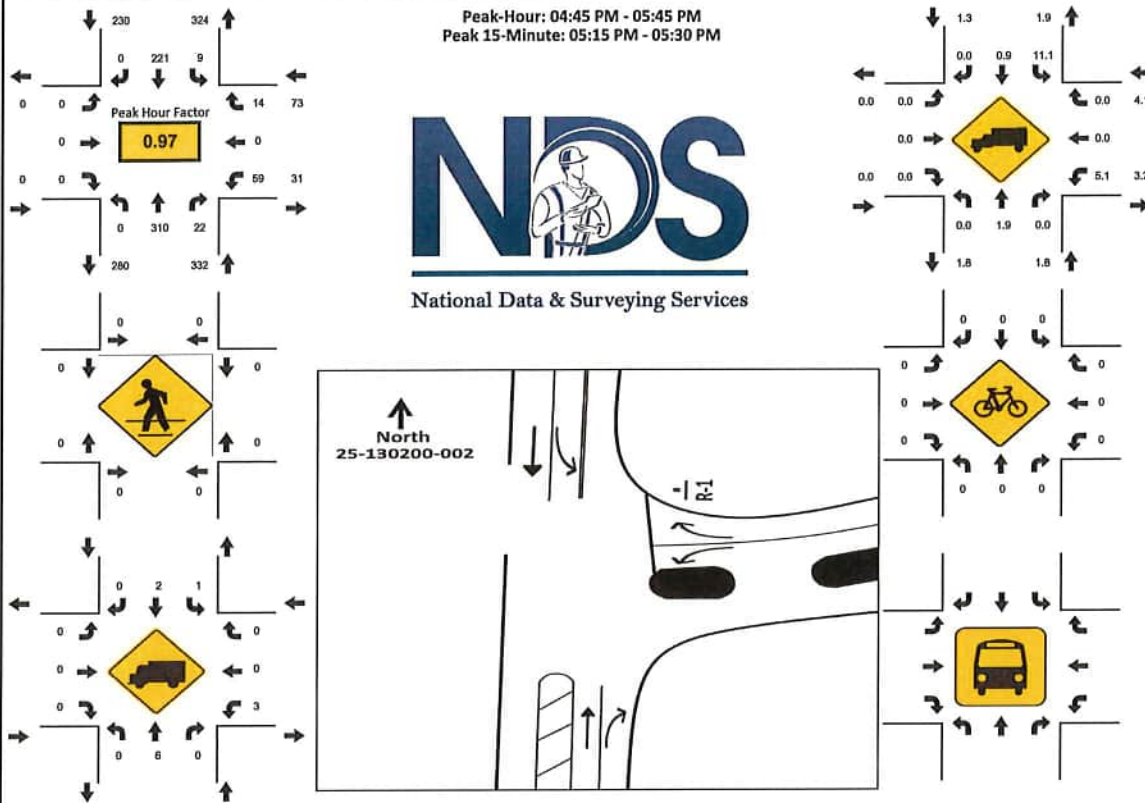 Peak-Hour: 04:45 PM - 05:45 PM
Peak 15-Minute: 05:15 PM - 05:30 PM
230 324
0 221 9
0 0 14 73
Peak Hour Factor
0.97
0 0
0 0 59 31
0 310 22
280 332
NDS
National Data & Surveying Services
1.3 1.9
0.0 0.9 11.1
0.0 0.0 0.0
0.0 0.0
0.0 0.0 5.1
0.0 1.9 0.0
1.8 1.8
0 0
0 0
0 0
0 0
North
25-130200-002
R-1
0 0 0
0 0
0 0
0 0
0 0 0
0 2 1
0 0
0 0
0 3
0 6 0